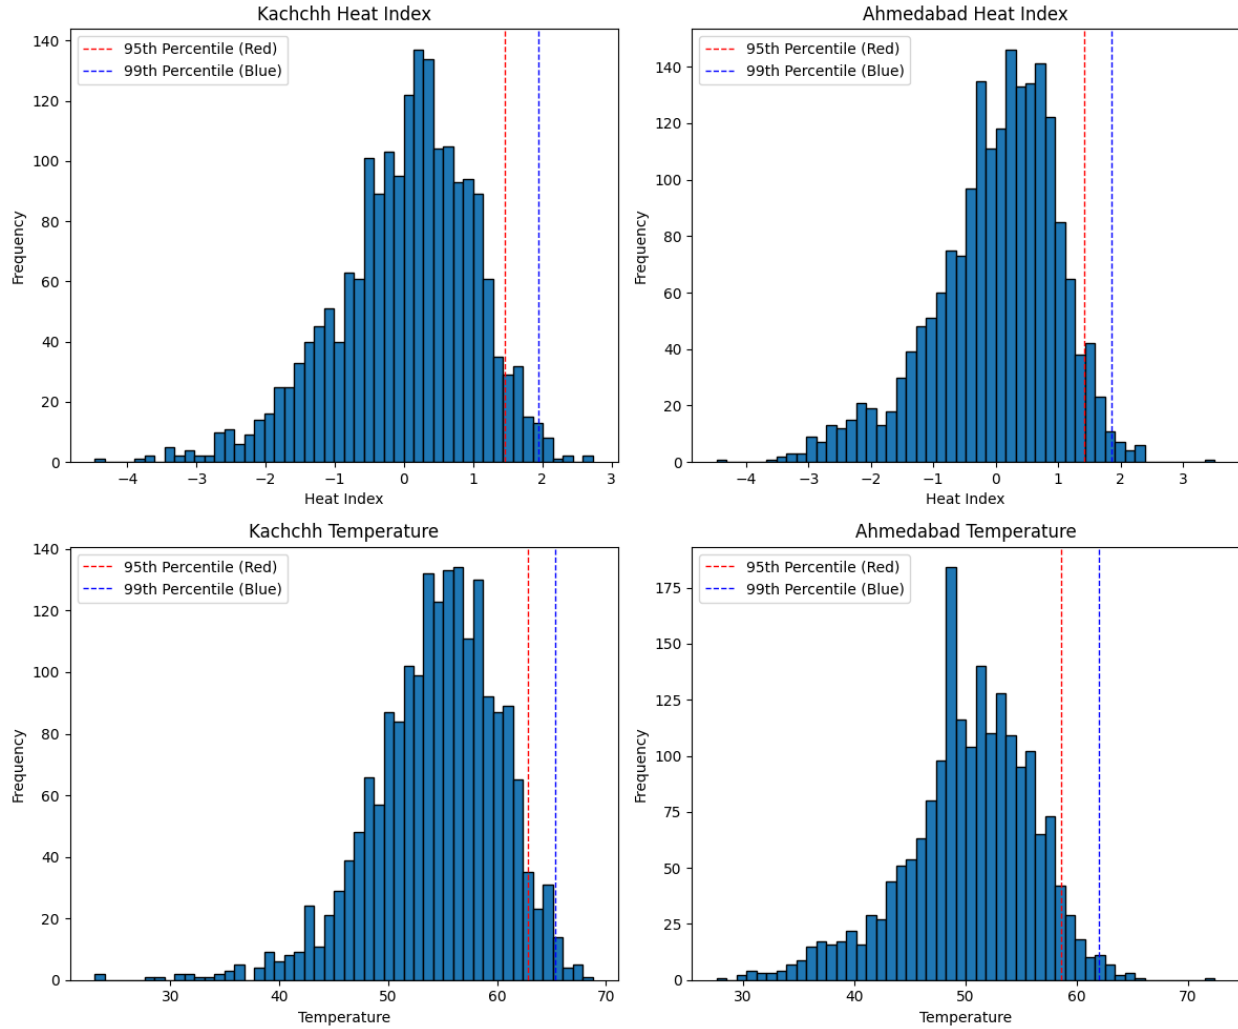 Kachchh Heat Index
95th Percentile (Red)
99th Percentile (Blue)
140
120
100
80
60
40
20
0
Frequency
−4
−3
−2
−1
0
1
2
3
Heat Index
Ahmedabad Heat Index
95th Percentile (Red)
99th Percentile (Blue)
140
120
100
80
60
40
20
0
Frequency
−4
−3
−2
−1
0
1
2
3
Heat Index
Kachchh Temperature
95th Percentile (Red)
99th Percentile (Blue)
140
120
100
80
60
40
20
0
Frequency
30
40
50
60
70
Temperature
Ahmedabad Temperature
95th Percentile (Red)
99th Percentile (Blue)
175
150
125
100
75
50
25
0
Frequency
30
40
50
60
70
Temperature